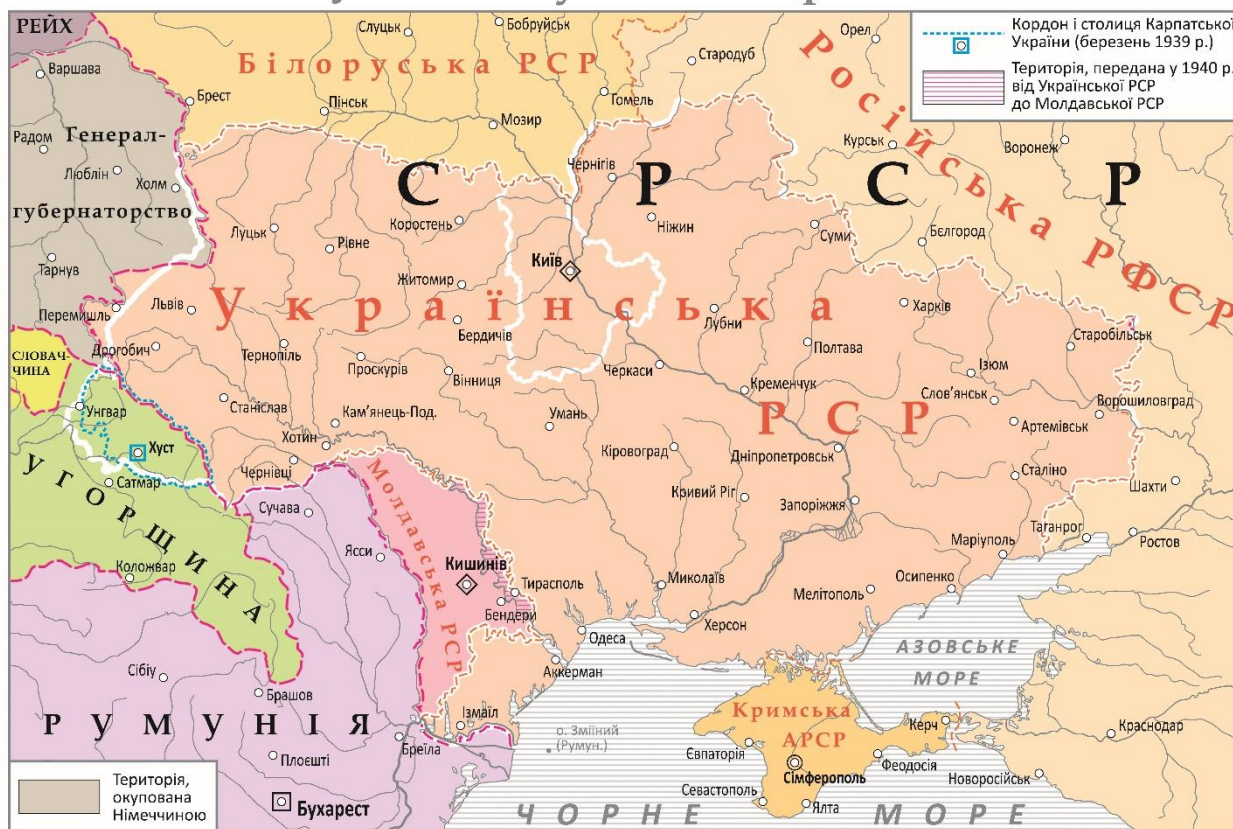 РЕЙХ
Варшава
Радом
Генерал-
Люблін
Холм
губернаторство
Тарнув
Перемишль
СЛОВАЧ-
ЧИНА
Слуцьк
Бобруйськ
Білоруська РСР
Брест
Пінськ
Мозир
Гомель
Стародуб
Орел
Кордон і столиця Карпатської
України (березень 1939 р.)
Територія, передана у 1940 р.
від Української РСР
до Молдавської РСР
Російська РФСР
Курськ
Воронеж
Бєлгород
С Р С Р
Чернігів
Коростень
Ніжин
Суми
Луцьк
Рівне
Київ
Житомир
Українська
РСР
Львів
Бердичів
Лубни
Харків
Старобільськ
Дрогобич
Тернопіль
Проскурів
Вінниця
Черкаси
Полтава
Ізюм
Кременчук
Слов'янськ
Ворошиловград
Станіслав
Кам'янець-Под.
Умань
Артемівськ
Унгвар
Хуст
Хотин
Чернівці
Кіровоград
Дніпропетровськ
Сталіно
Сатмар
УГОРЩИНА
Коложвар
Кривий Ріг
Запоріжжя
Шахти
Сучава
Ясси
Молдавська РСР
Кишинів
Тирасполь
Бендери
Таганрог
Ростов
Маріуполь
Миколаїв
Осипенко
Мелітополь
Херсон
Одеса
Аккерман
АЗОВСЬКЕ
МОРЕ
Сібіу
Брашов
РУМУНІЯ
Ізмаїл
Бреїла
о. Зміїний
(Румун.)
Плоєшті
Бухарест
Кримська
АРСР
Керч
Євпаторія
Сімферополь
Феодосія
Севастополь
Ялта
Краснодар
Новоросійськ
ЧОРНЕ МОРЕ
Територія,
окупована
Німеччиною